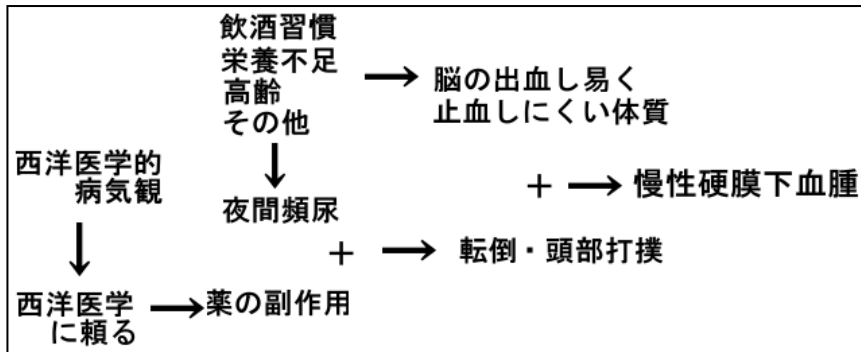 飲酒習慣
栄養不足
高齢
その他
→
脳の出血し易く
止血しにくい体質
西洋医学的
病気観
↓
↓
夜間頻尿
+ → 慢性硬膜下血腫
+ → 転倒・頭部打撲
西洋医学
に頼る
→ 薬の副作用